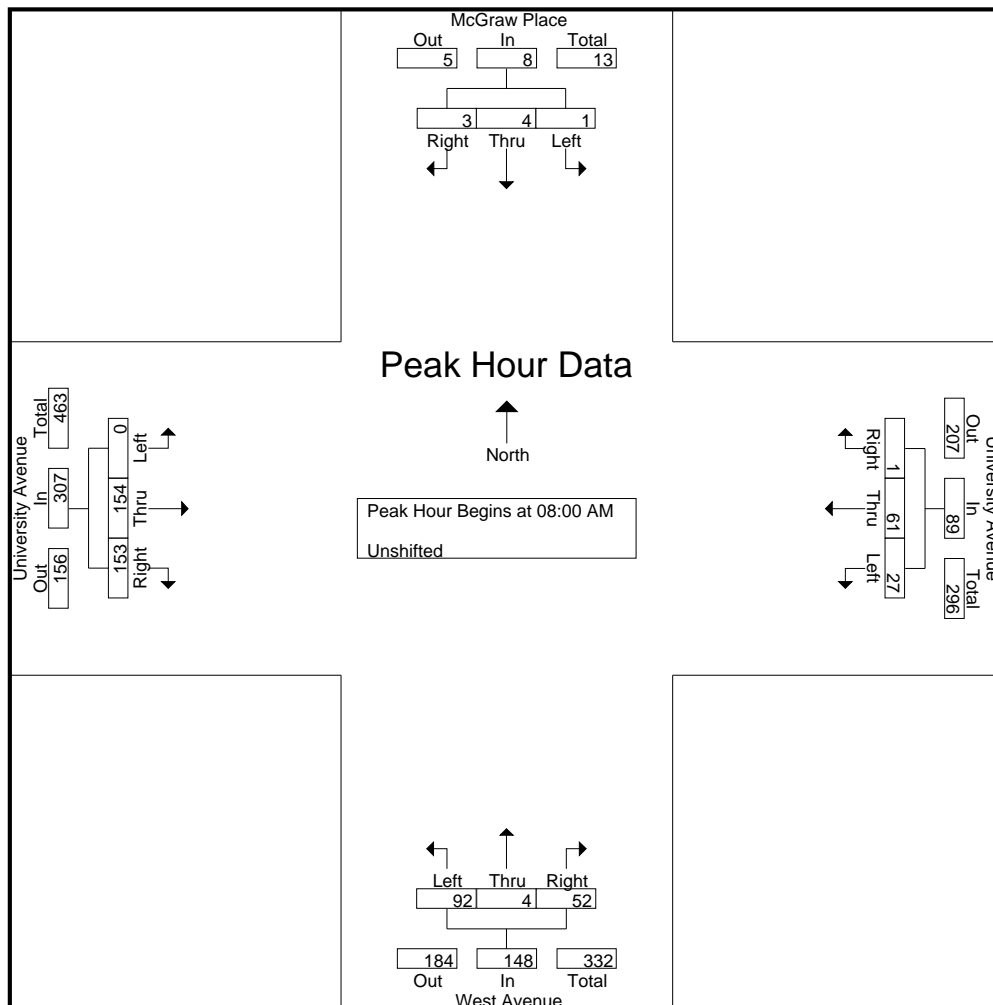 McGraw Place
Out In Total
5 8 13
3 4 1
Right Thru Left
Peak Hour Data
North
Peak Hour Begins at 08:00 AM
Unshifted
University Avenue
Out In Total
156 307 463
153 154 0
Right Thru Left
University Avenue
Out In Total
207 89 296
1 61 27
Right Thru Left
Left Thru Right
92 4 52
184 148 332
Out In Total
West Avenue